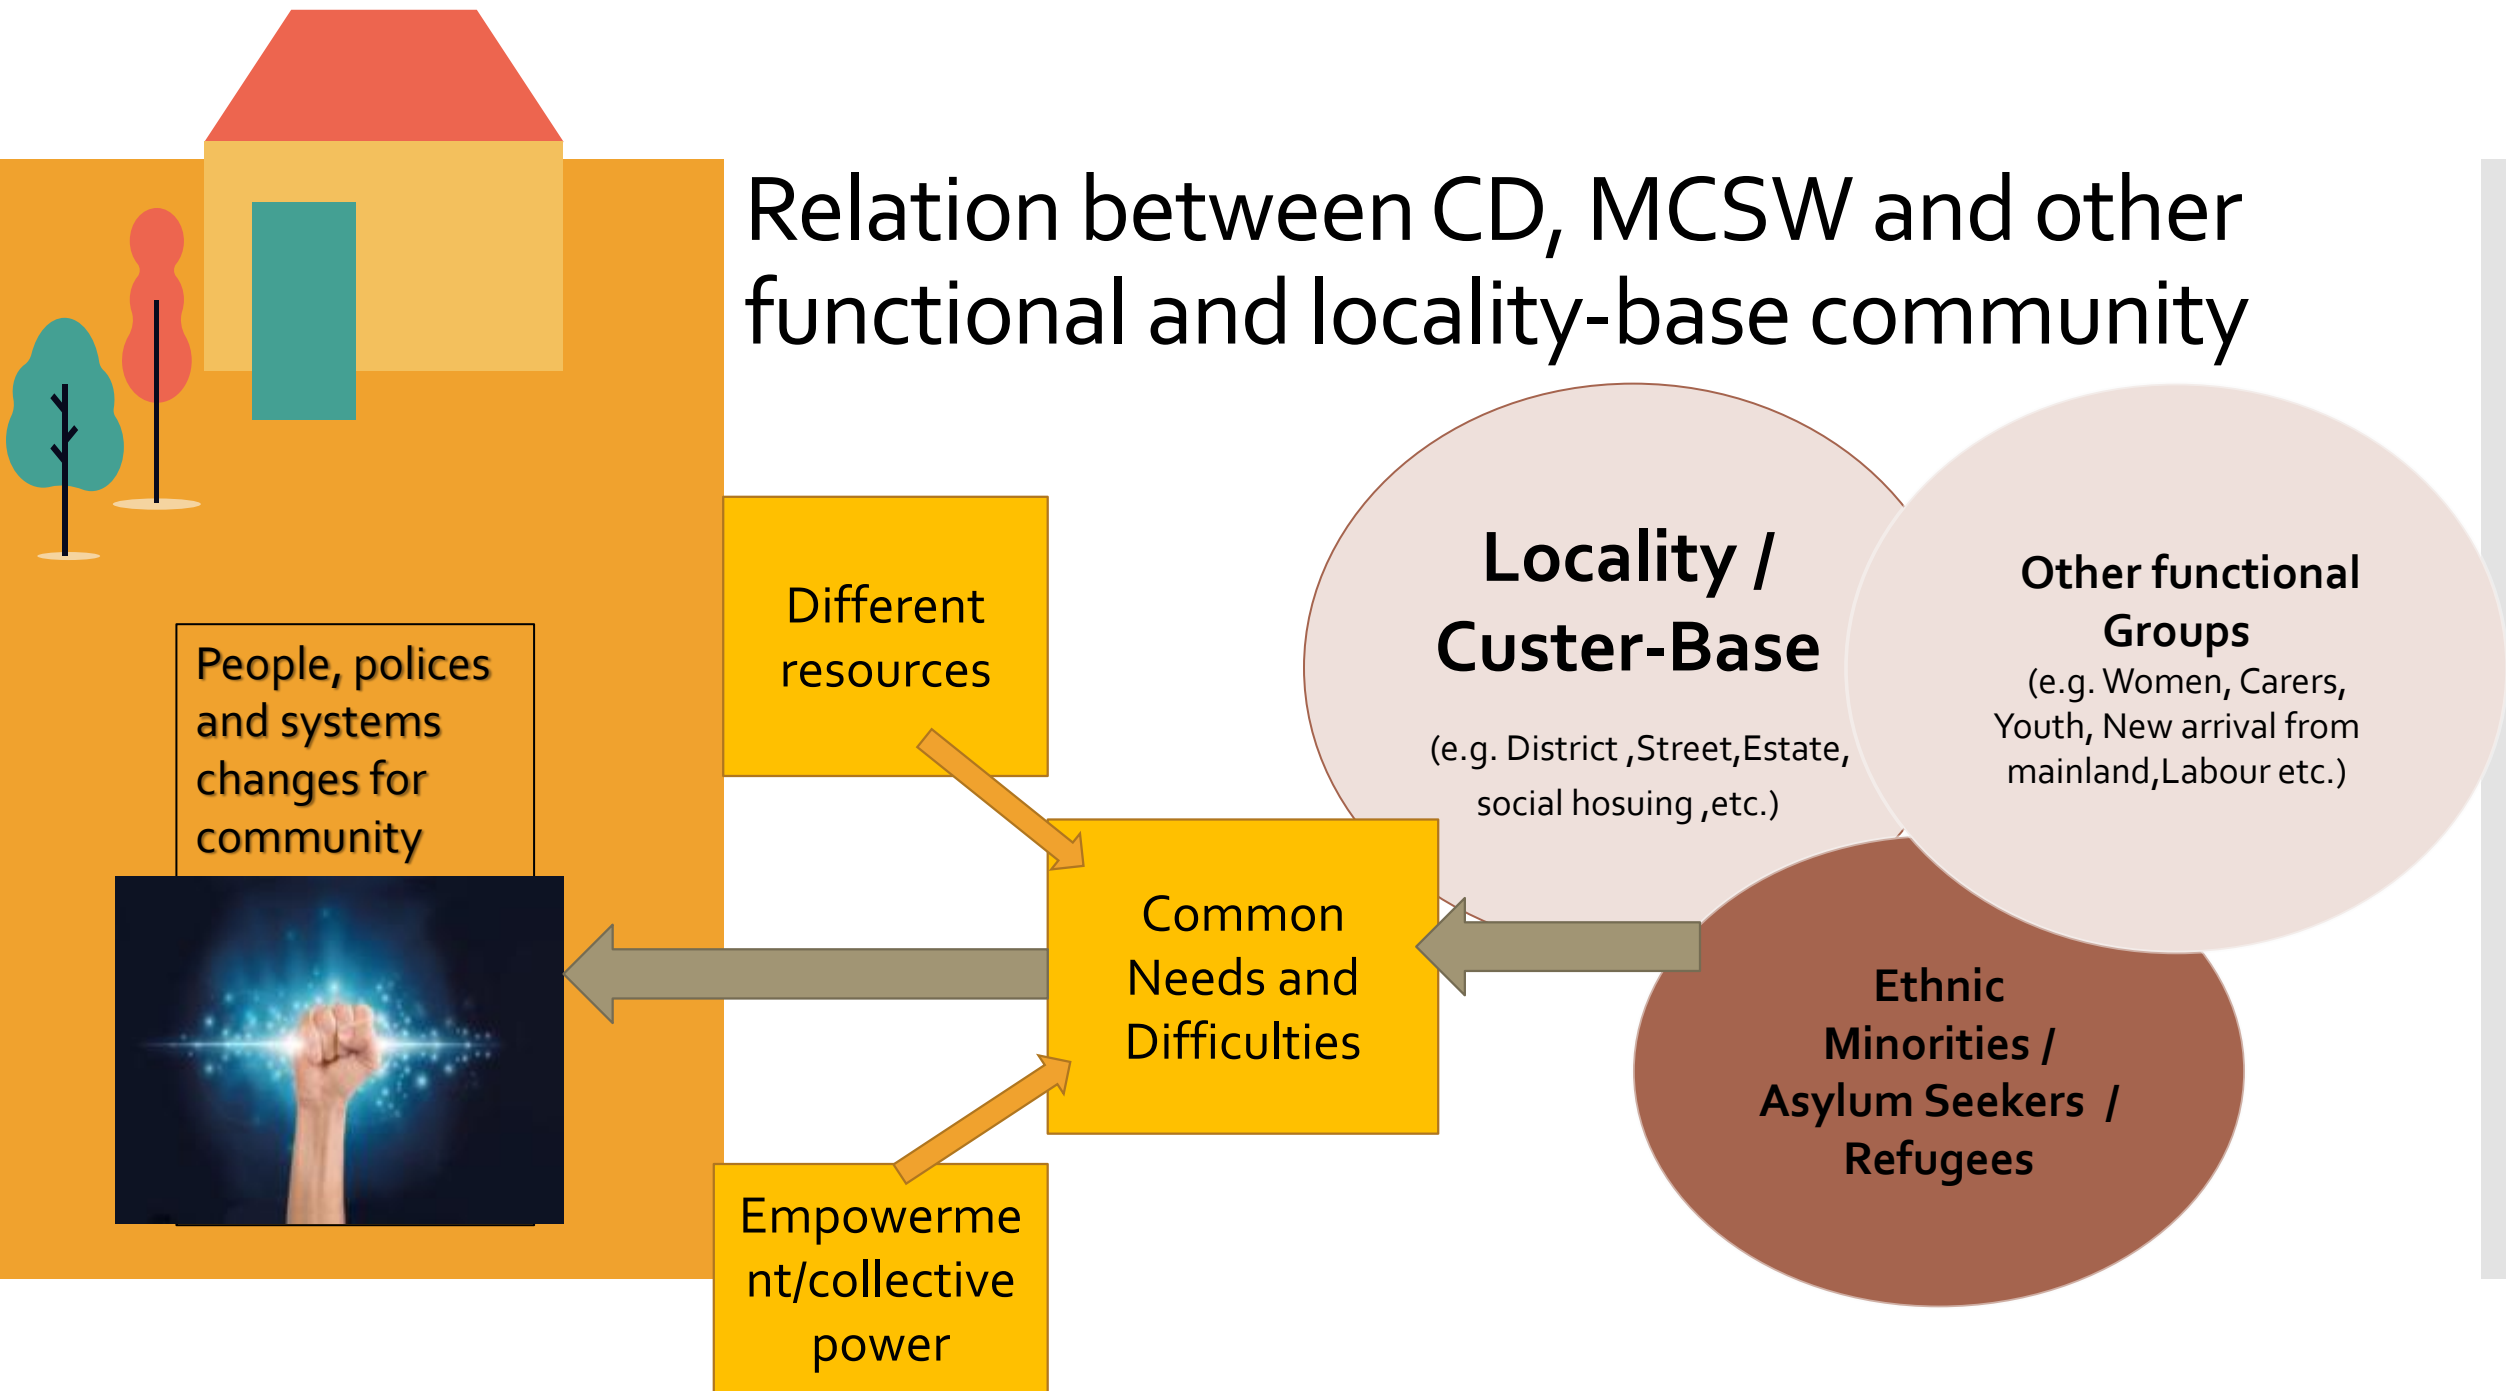 Relation between CD, MCSW and other
functional and locality-base community
People, polices
and systems
changes for
community
Different
resources
Common
Needs and
Difficulties
Empowerme
nt/collective
power
Locality /
Custer-Base
(e.g. District ,Street,Estate,
social hosuing ,etc.)
Other functional
Groups
(e.g. Women, Carers,
Youth, New arrival from
mainland,Labour etc.)
Ethnic
Minorities /
Asylum Seekers /
Refugees